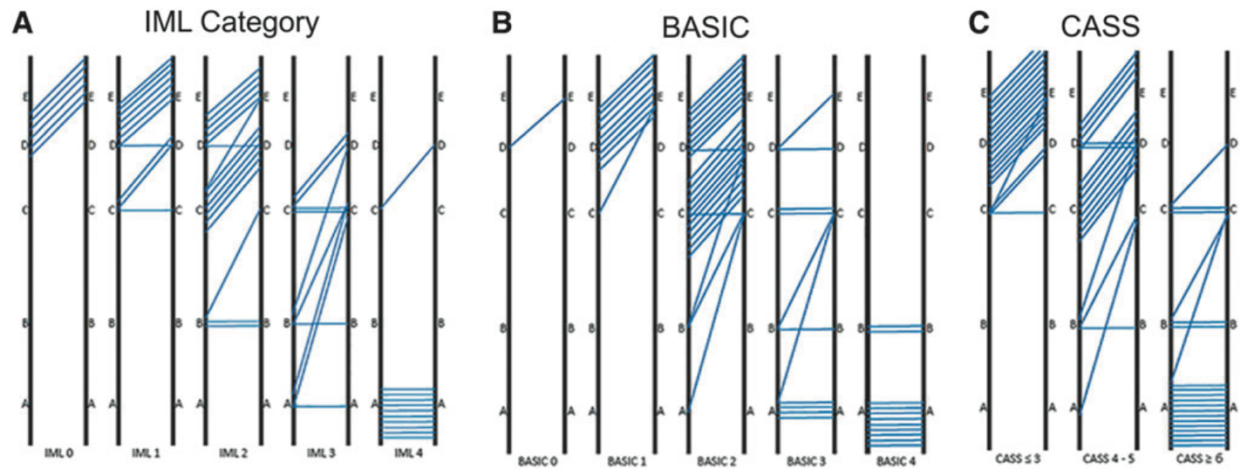 A IML Category B BASIC C CASS
E E E E E E E E E E E E E E E E E E E E E E E E E E
D D D D D D D D D D D D D D D D D D D D D D D D D D
C C C C C C C C C C C C C C C C C C C C C C C C C C
B B B B B B B B B B B B B B B B B B B B B B B B B B
A A A A A A A A A A A A A A A A A A A A A A A A A A
IML 0 IML 1 IML 2 IML 3 IML 4 BASIC 0 BASIC 1 BASIC 2 BASIC 3 BASIC 4 CASS ≤ 3 CASS 4 - 5 CASS ≥ 6